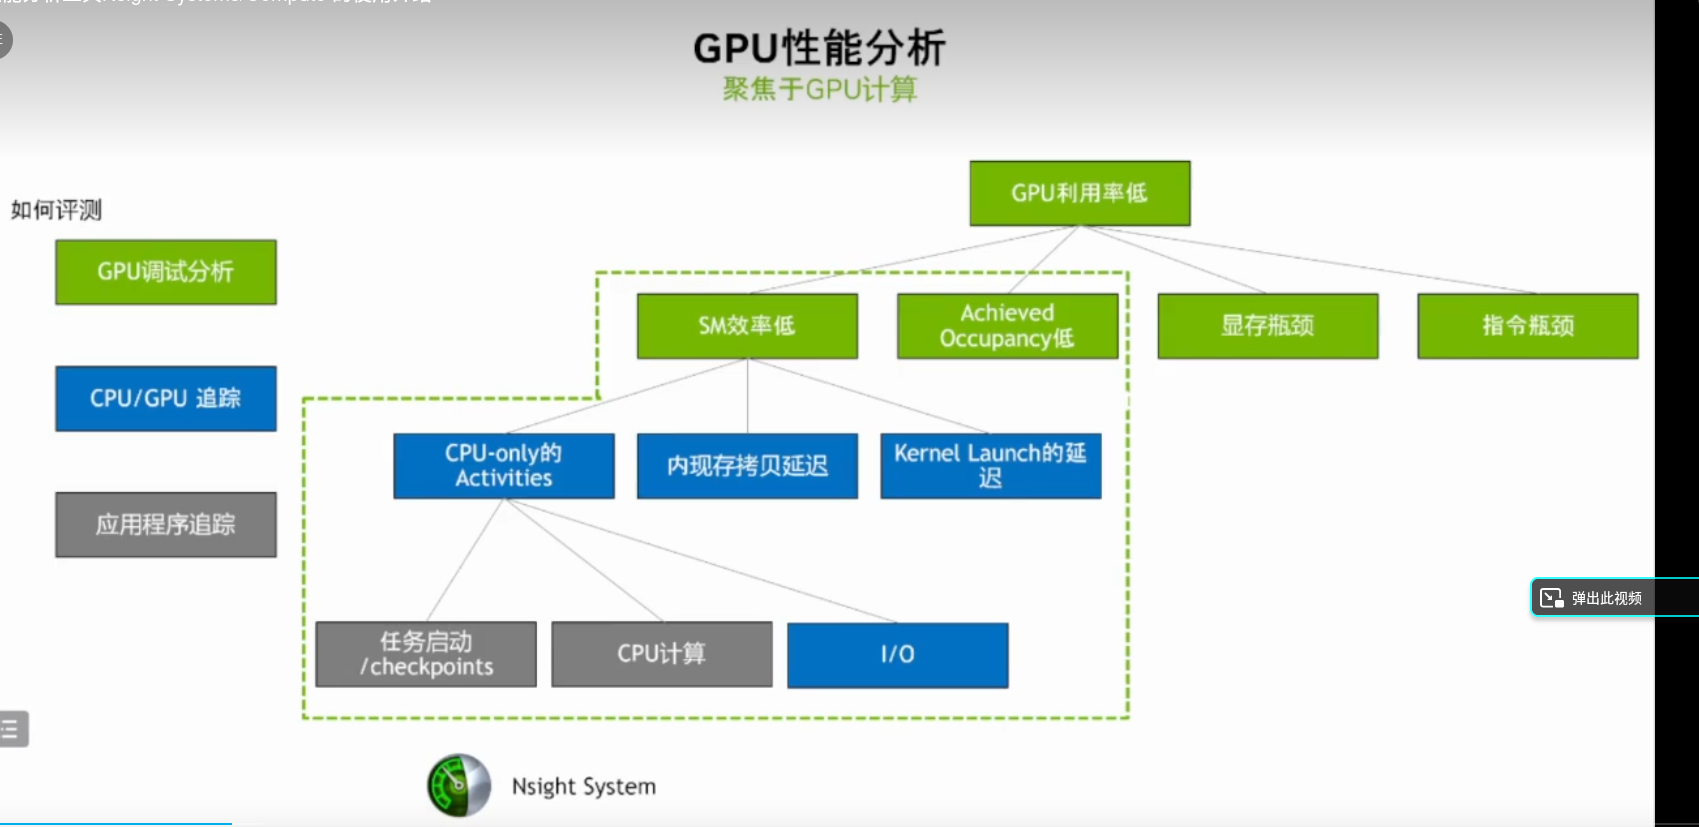 GPU性能分析
聚焦于GPU计算
如何评测
GPU调试分析
CPU/GPU 追踪
应用程序追踪
GPU利用率低
SM效率低
Achieved
Occupancy低
显存瓶颈
指令瓶颈
CPU-only的
Activities
内现存拷贝延迟
Kernel Launch的延
迟
任务启动
/checkpoints
CPU计算
I/O
弹出此视频
Nsight System